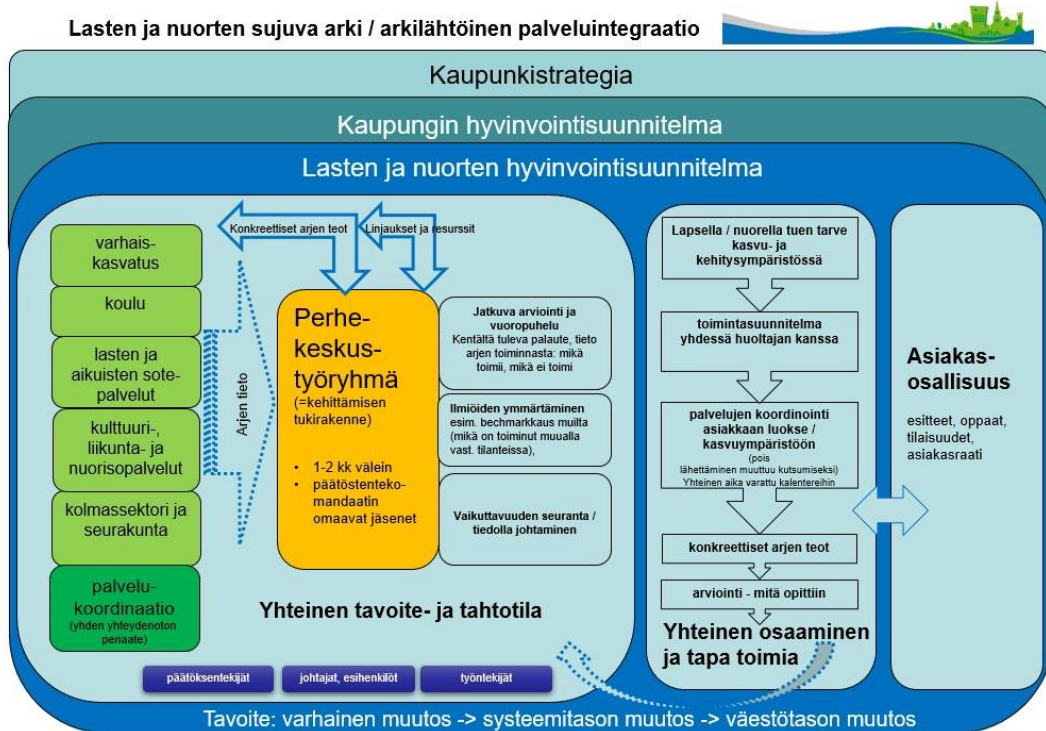 Lasten ja nuorten sujuva arki / arkilähtöinen palveluintegraatio
Kaupunkistrategia
Kaupungin hyvinvointisuunnitelma
Lasten ja nuorten hyvinvointisuunnitelma
Konkreettiset arjen teot
Linjaukset ja resurssit
varhais-
kasvatus
koulu
lasten ja
aikuisten sote-
palvelut
kulttuuri-,
liikunta- ja
nuorisopalvelut
kolmassektori ja
seurakunta
palvelu-
koordinaatio
(yhden yhteydenoton
periaate)
Arjen tieto
Perhe-
keskus-
työryhmä
(=kehittämisen
tukirakenne)
• 1-2 kk välein
• päätöstenteko-
mandaatin
omaavat jäsenet
Jatkuva arviointi ja
vuoropuhelu
Kentältä tuleva palaute, tieto
arjen toiminnasta: mikä
toimii, mikä ei toimi
Ilmiöiden ymmärtäminen
esim. bechmarkkaus muilta
(mikä on toiminut muualla
vast. tilanteissa),
Vaikuttavuuden seuranta /
tiedolla johtaminen
Yhteinen tavoite- ja tahtotila
päätöksentekijät
johtajat, esihenkilöt
työntekijät
Lapsella / nuorella tuen tarve
kasvu- ja
kehitysympäristössä
toimintasuunnitelma
yhdessä huoltajan kanssa
palvelujen koordinointi
asiakkaan luokse /
kasvuympäristöön
(pois
lähettäminen muuttuu kutsumiseksi)
Yhteinen aika varattu kalentereihin
konkreettiset arjen teot
arviointi - mitä opittiin
Yhteinen osaaminen
ja tapa toimia
Asiakas-
osallisuus
esitteet, oppaat,
tilaisuudet,
asiakasraati
Tavoite: varhainen muutos -> systeemitason muutos -> väestötason muutos